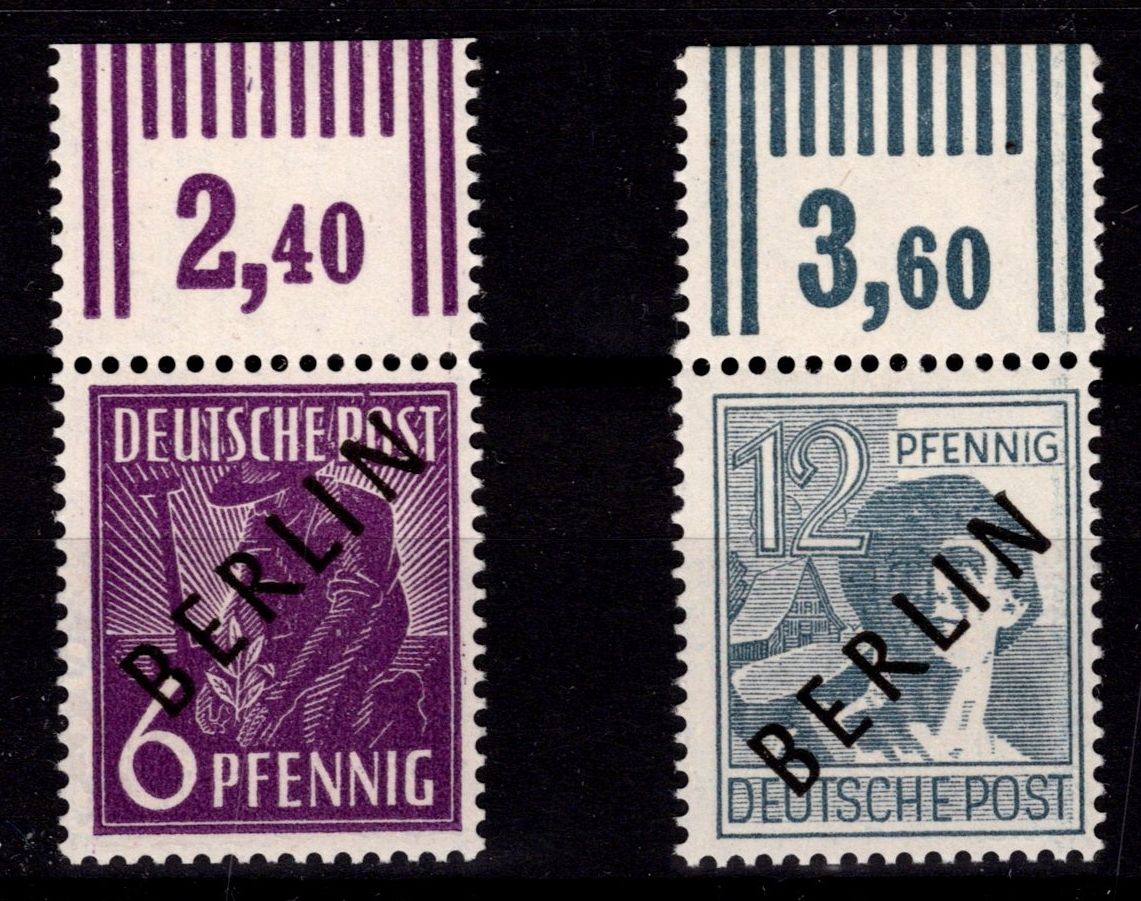 2,40
DEUTSCHE POST
BERLIN
6 PFENNIG
3,60
12 PFENNIG
BERLIN
DEUTSCHE POST